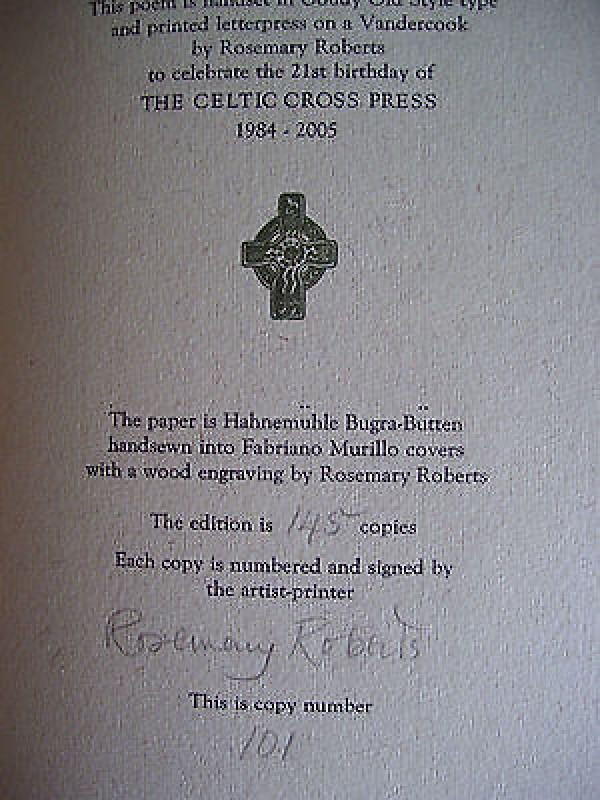 This poem is handset in Goudy Old Style type
and printed letterpress on a Vandercook
by Rosemary Roberts
to celebrate the 21st birthday of
THE CELTIC CROSS PRESS
1984 - 2005
The paper is Hahnemühle Bugra-Bütten
handsewn into Fabriano Murillo covers
with a wood engraving by Rosemary Roberts
The edition is 145 copies
Each copy is numbered and signed by
the artist-printer
Rosemary Roberts
This is copy number
101